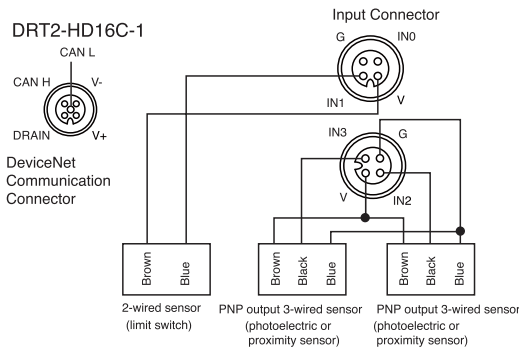 DRT2-HD16C-1
CAN L
CAN H
V-
DRAIN
V+
DeviceNet
Communication
Connector
Input Connector
G
IN0
IN1
V
IN3
G
V
IN2
Brown
Blue
2-wired sensor
(limit switch)
Brown
Black
Blue
PNP output 3-wired sensor
(photoelectric or
proximity sensor)
Brown
Black
Blue
PNP output 3-wired sensor
(photoelectric or
proximity sensor)